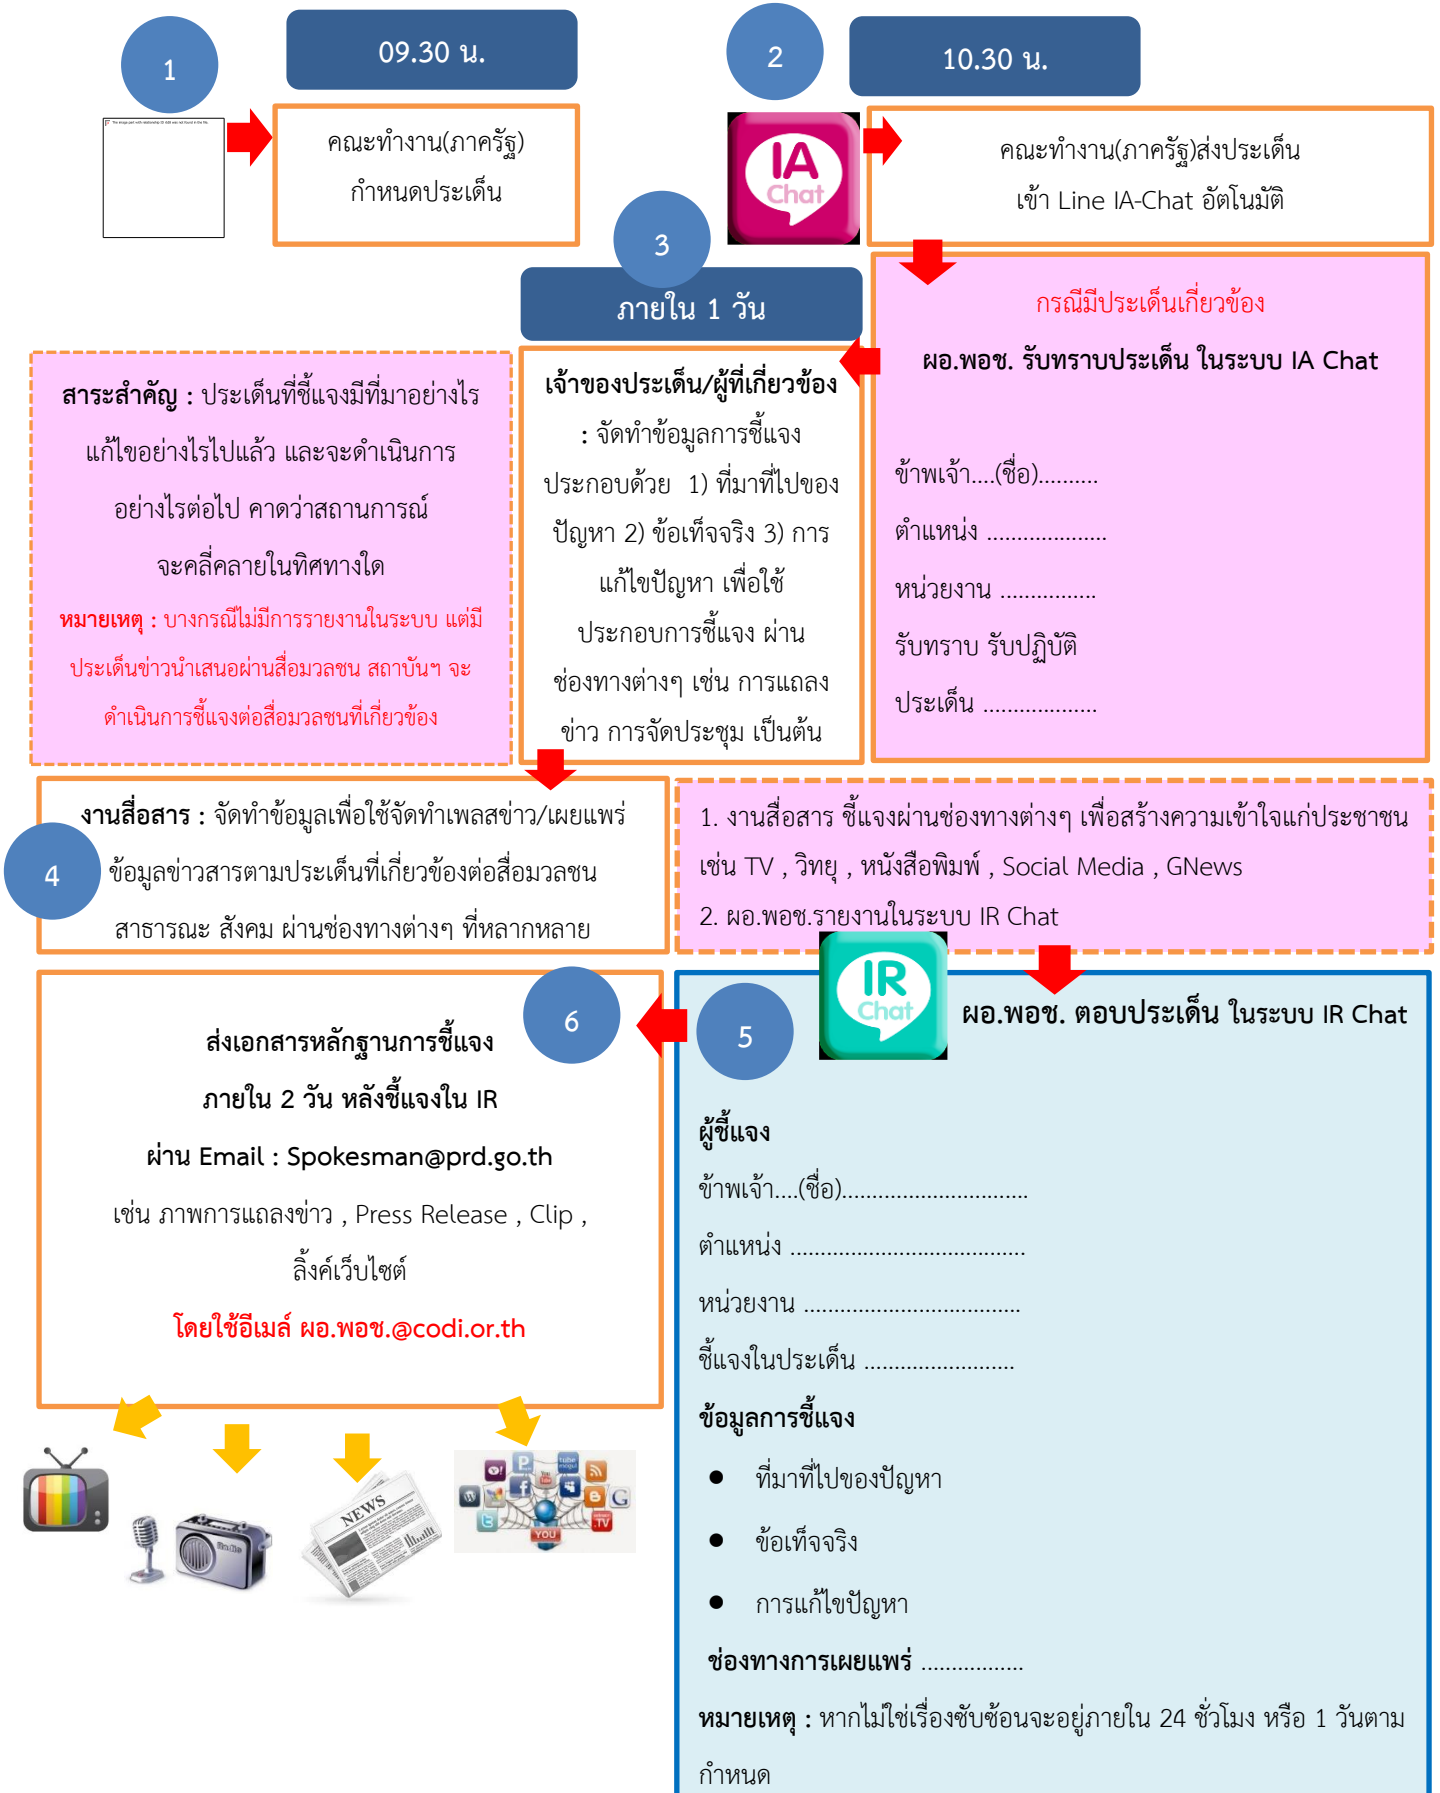 1
09.30 น.
คณะทำงาน(ภาครัฐ)
กำหนดประเด็น
2
10.30 น.
IA
Chat
คณะทำงาน(ภาครัฐ)ส่งประเด็น
เข้า Line IA-Chat อัตโนมัติ
กรณีมีประเด็นเกี่ยวข้อง
ผอ.พอช. รับทราบประเด็น ในระบบ IA Chat
ข้าพเจ้า....(ชื่อ)..........
ตำแหน่ง ....................
หน่วยงาน ................
รับทราบ รับปฏิบัติ
ประเด็น ...................
3
ภายใน 1 วัน
เจ้าของประเด็น/ผู้ที่เกี่ยวข้อง
: จัดทำข้อมูลการชี้แจง
ประกอบด้วย 1) ที่มาที่ไปของ
ปัญหา 2) ข้อเท็จจริง 3) การ
แก้ไขปัญหา เพื่อใช้
ประกอบการชี้แจง ผ่าน
ช่องทางต่างๆ เช่น การแถลง
ข่าว การจัดประชุม เป็นต้น
สาระสำคัญ : ประเด็นที่ชี้แจงมีที่มาอย่างไร
แก้ไขอย่างไรไปแล้ว และจะดำเนินการ
อย่างไรต่อไป คาดว่าสถานการณ์
จะคลี่คลายในทิศทางใด
หมายเหตุ : บางกรณีไม่มีการรายงานในระบบ แต่มี
ประเด็นข่าวนำเสนอผ่านสื่อมวลชน สถาบันฯ จะ
ดำเนินการชี้แจงต่อสื่อมวลชนที่เกี่ยวข้อง
4
งานสื่อสาร : จัดทำข้อมูลเพื่อใช้จัดทำเพลสข่าว/เผยแพร่
ข้อมูลข่าวสารตามประเด็นที่เกี่ยวข้องต่อสื่อมวลชน
สาธารณะ สังคม ผ่านช่องทางต่างๆ ที่หลากหลาย
1. งานสื่อสาร ชี้แจงผ่านช่องทางต่างๆ เพื่อสร้างความเข้าใจแก่ประชาชน
เช่น TV , วิทยุ , หนังสือพิมพ์ , Social Media , GNews
2. ผอ.พอช.รายงานในระบบ IR Chat
5
IR
Chat
ผอ.พอช. ตอบประเด็น ในระบบ IR Chat
ผู้ชี้แจง
ข้าพเจ้า....(ชื่อ)...............................
ตำแหน่ง .......................................
หน่วยงาน ....................................
ชี้แจงในประเด็น .........................
ข้อมูลการชี้แจง
● ที่มาที่ไปของปัญหา
● ข้อเท็จจริง
● การแก้ไขปัญหา
ช่องทางการเผยแพร่ .................
หมายเหตุ : หากไม่ใช่เรื่องซับซ้อนจะอยู่ภายใน 24 ชั่วโมง หรือ 1 วันตาม
กำหนด
6
ส่งเอกสารหลักฐานการชี้แจง
ภายใน 2 วัน หลังชี้แจงใน IR
ผ่าน Email : Spokesman@prd.go.th
เช่น ภาพการแถลงข่าว , Press Release , Clip ,
ลิ้งค์เว็บไซต์
โดยใช้อีเมล์ ผอ.พอช.@codi.or.th
NEWS
YOU